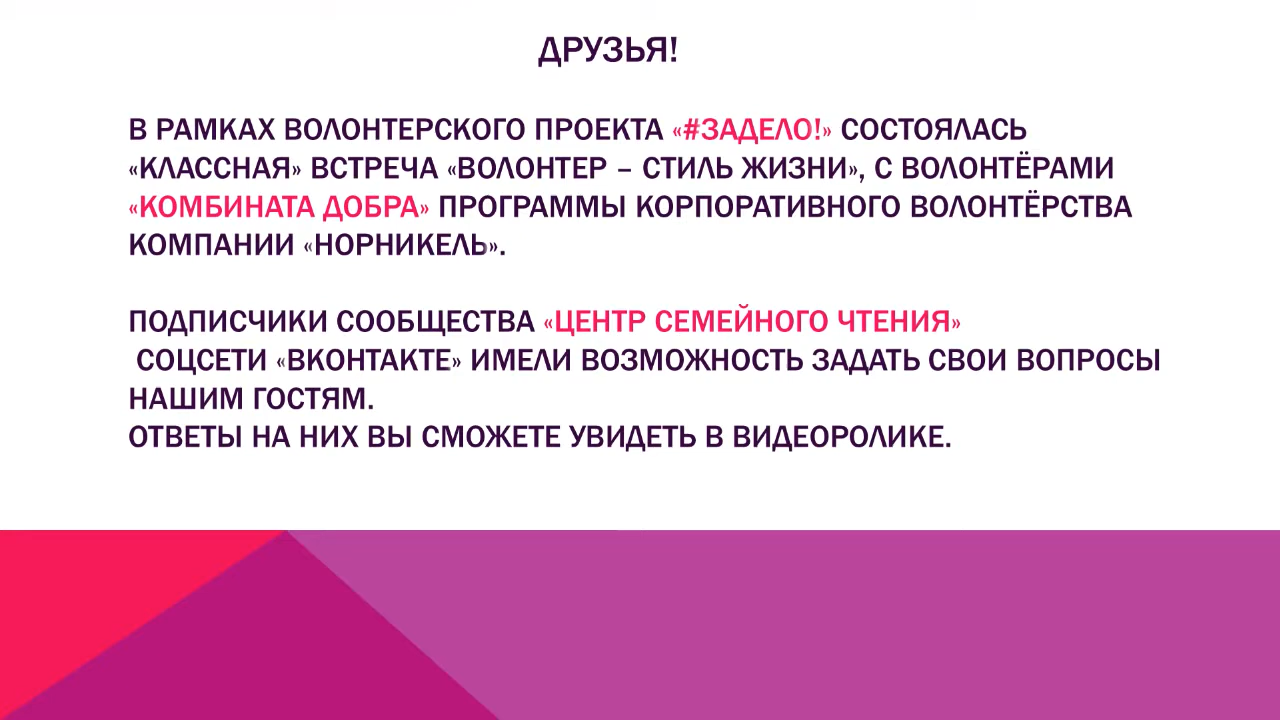 ДРУЗЬЯ!
В РАМКАХ ВОЛОНТЕРСКОГО ПРОЕКТА «#ЗАДЕЛО!» СОСТОЯЛАСЬ
«КЛАССНАЯ» ВСТРЕЧА «ВОЛОНТЕР – СТИЛЬ ЖИЗНИ», С ВОЛОНТЁРАМИ
«КОМБИНАТА ДОБРА» ПРОГРАММЫ КОРПОРАТИВНОГО ВОЛОНТЁРСТВА
КОМПАНИИ «НОРНИКЕЛЬ».
ПОДПИСЧИКИ СООБЩЕСТВА «ЦЕНТР СЕМЕЙНОГО ЧТЕНИЯ»
СОЦСЕТИ «ВКОНТАКТЕ» ИМЕЛИ ВОЗМОЖНОСТЬ ЗАДАТЬ СВОИ ВОПРОСЫ
НАШИМ ГОСТЯМ.
ОТВЕТЫ НА НИХ ВЫ СМОЖЕТЕ УВИДЕТЬ В ВИДЕОРОЛИКЕ.